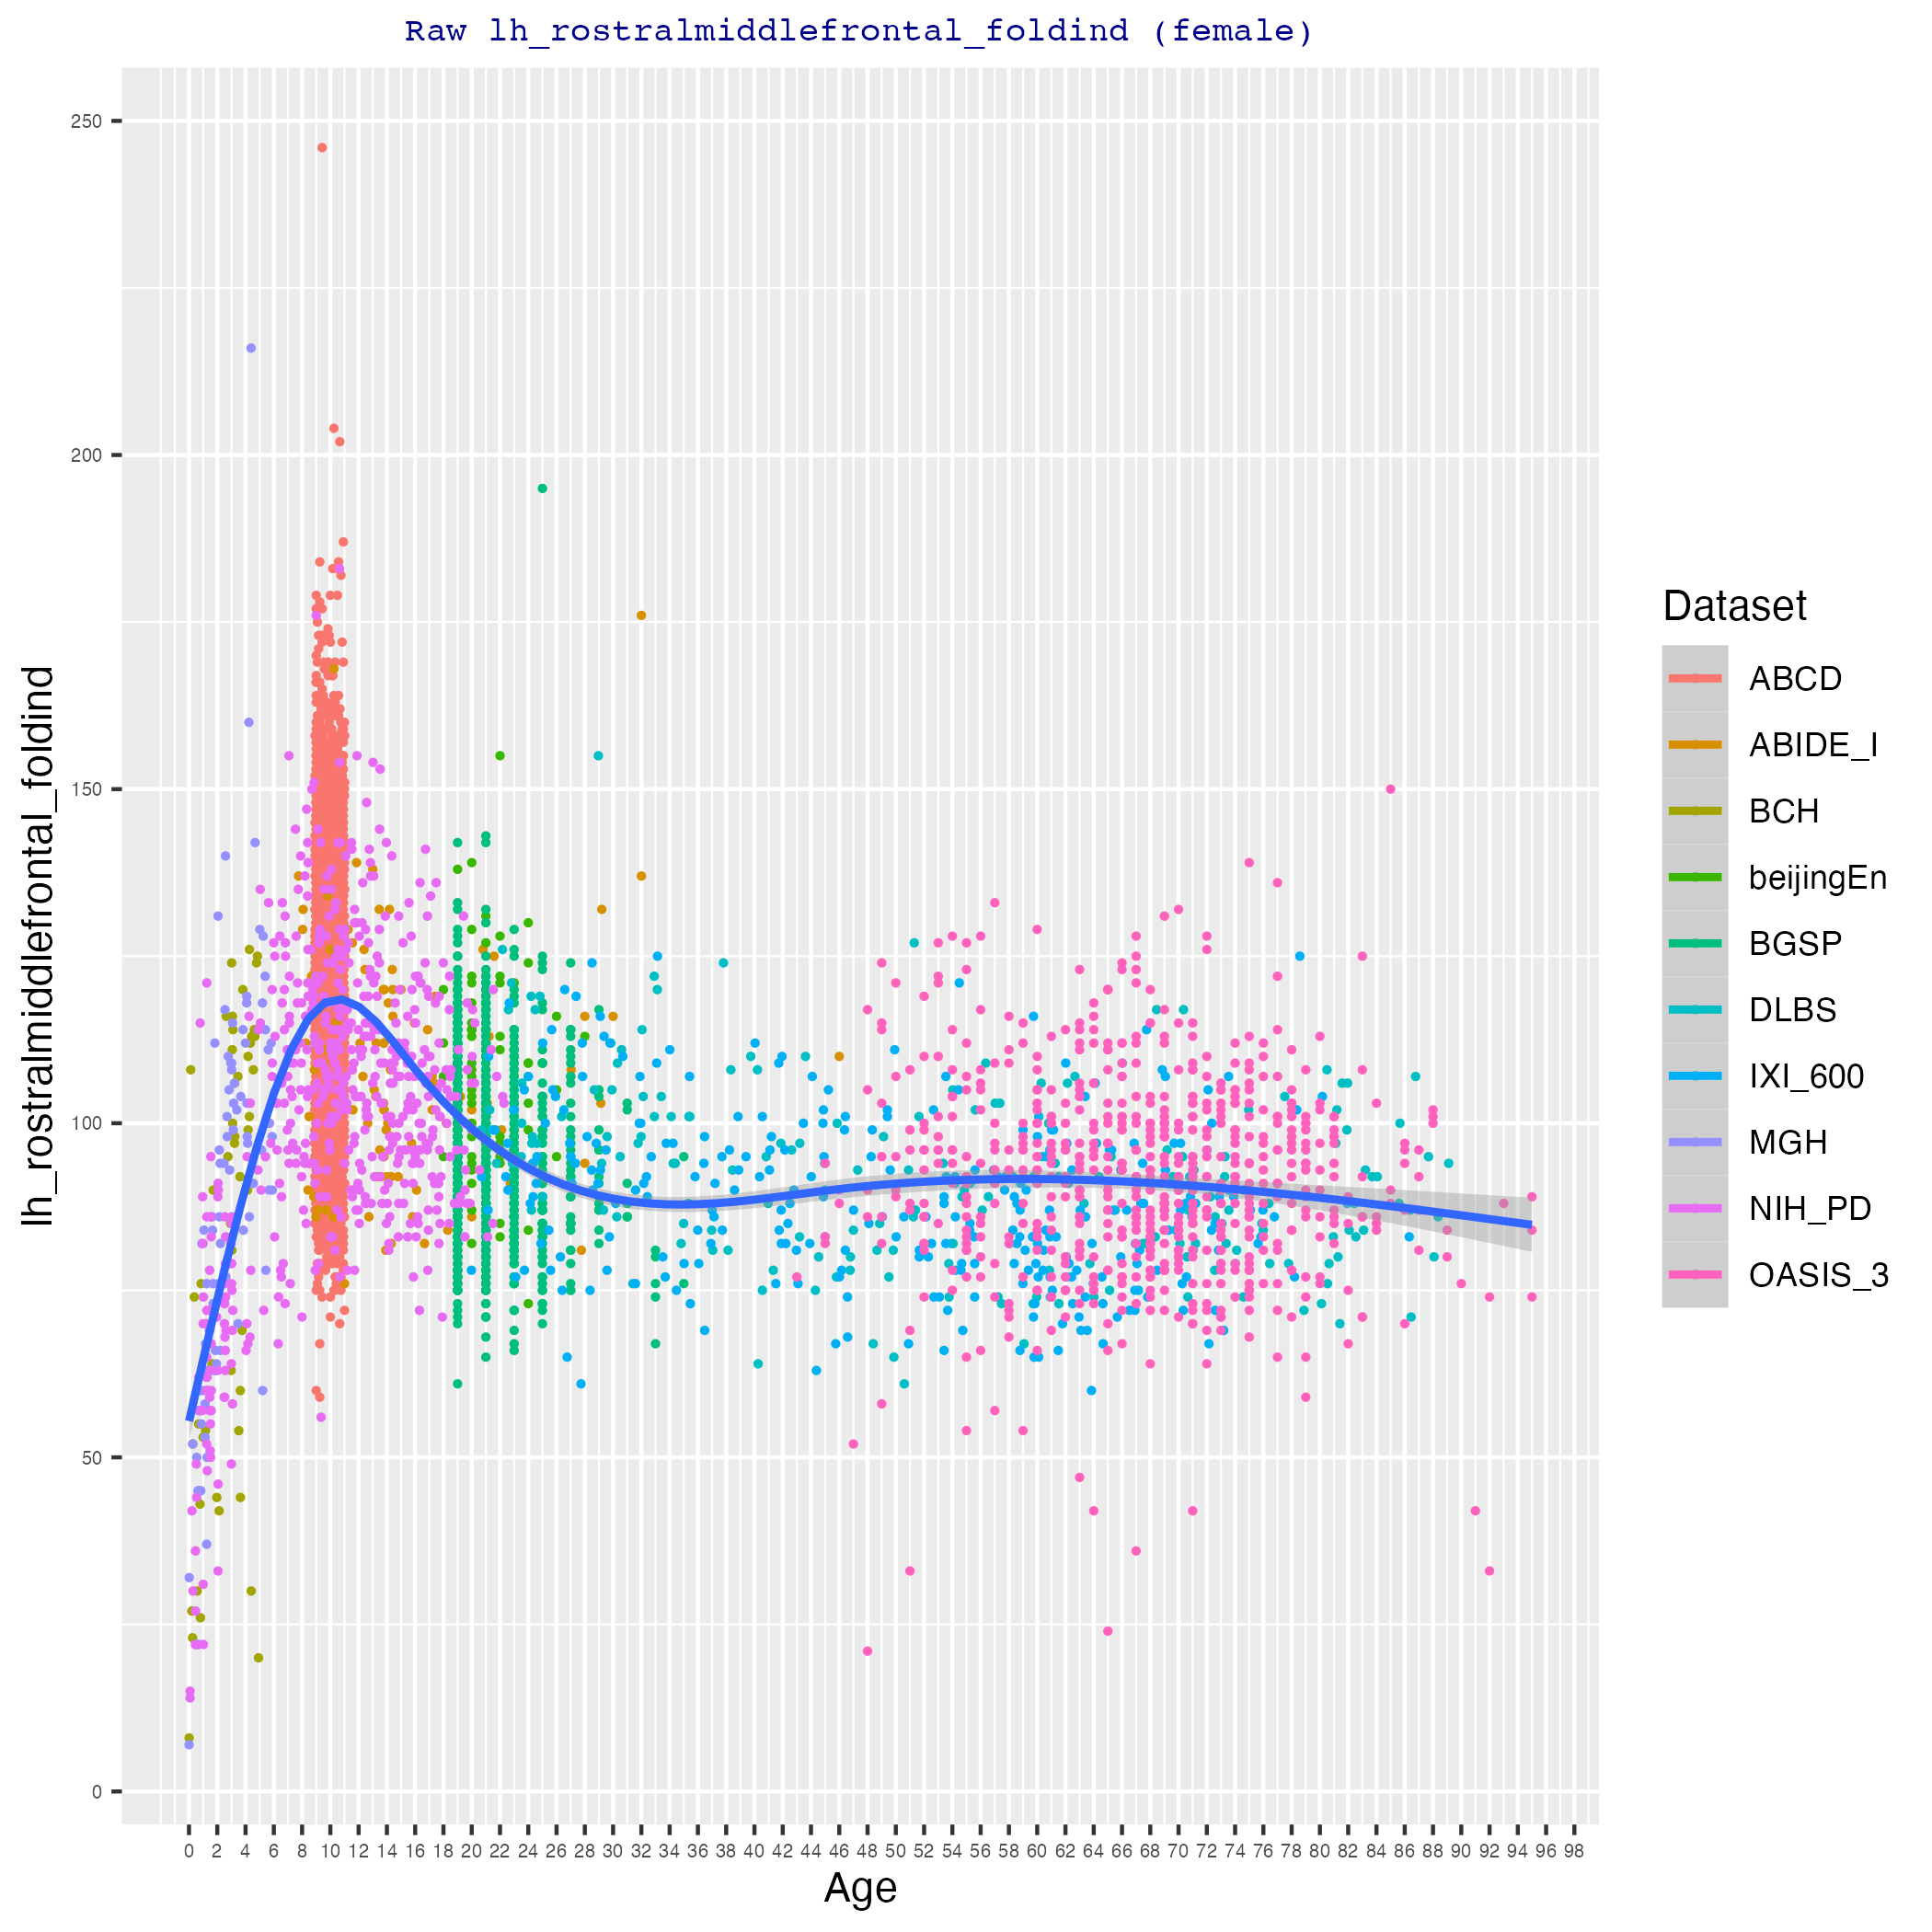 Raw lh_rostralmiddlefrontal_foldind (female)
lh_rostralmiddlefrontal_foldind
250
200
150
100
50
0
0 2 4 6 8 10 12 14 16 18 20 22 24 26 28 30 32 34 36 38 40 42 44 46 48 50 52 54 56 58 60 62 64 66 68 70 72 74 76 78 80 82 84 86 88 90 92 94 96 98
Age
Dataset
ABCD
ABIDE_I
BCH
beijingEn
BGSP
DLBS
IXI_600
MGH
NIH_PD
OASIS_3